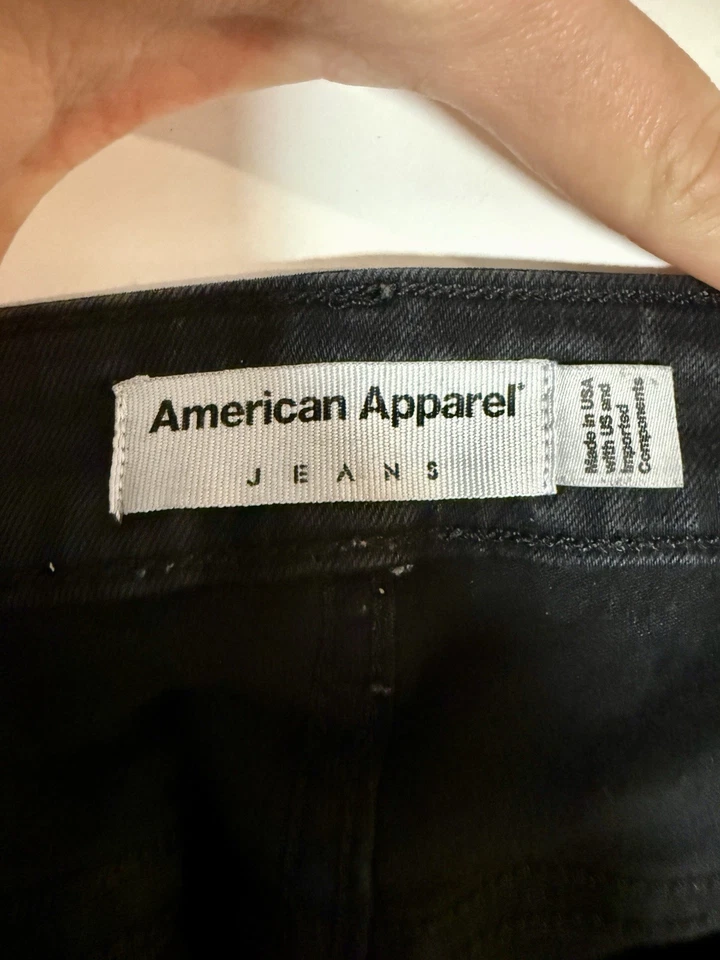 American Apparel®
JEANS
Made in USA
with US and
Imported
Components